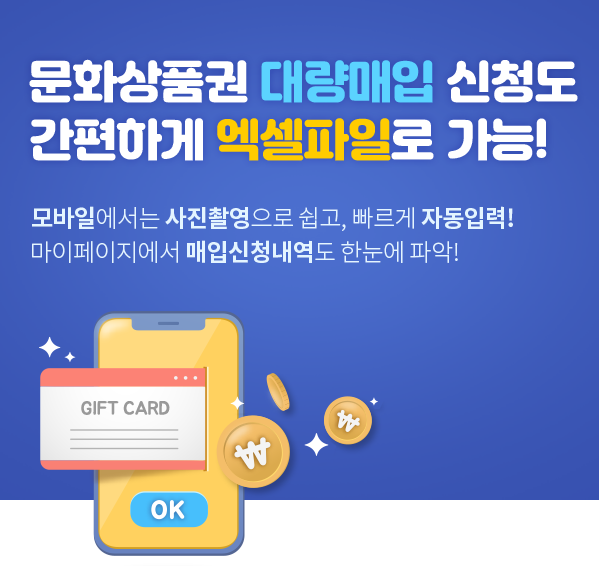 문화상품권 대량매입 신청도
간편하게 엑셀파일로 가능!
모바일에서는 사진촬영으로 쉽고, 빠르게 자동입력!
마이페이지에서 매입신청내역도 한눈에 파악!
GIFT CARD
₩
₩
OK